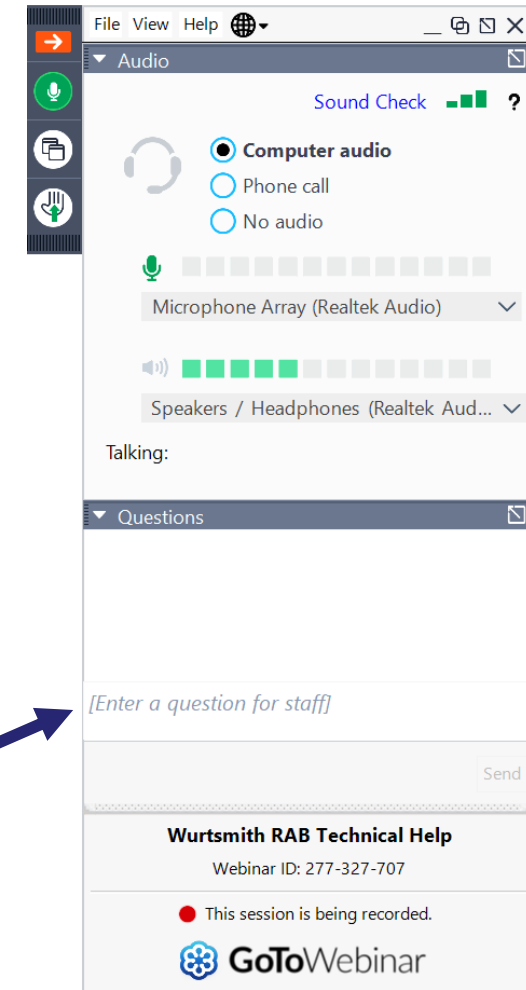 File View Help
Audio
Sound Check ?
Computer audio
Phone call
No audio
Microphone Array (Realtek Audio)
Speakers / Headphones (Realtek Aud...
Talking:
Questions
[Enter a question for staff]
Send
Wurtsmith RAB Technical Help
Webinar ID: 277-327-707
This session is being recorded.
GoToWebinar